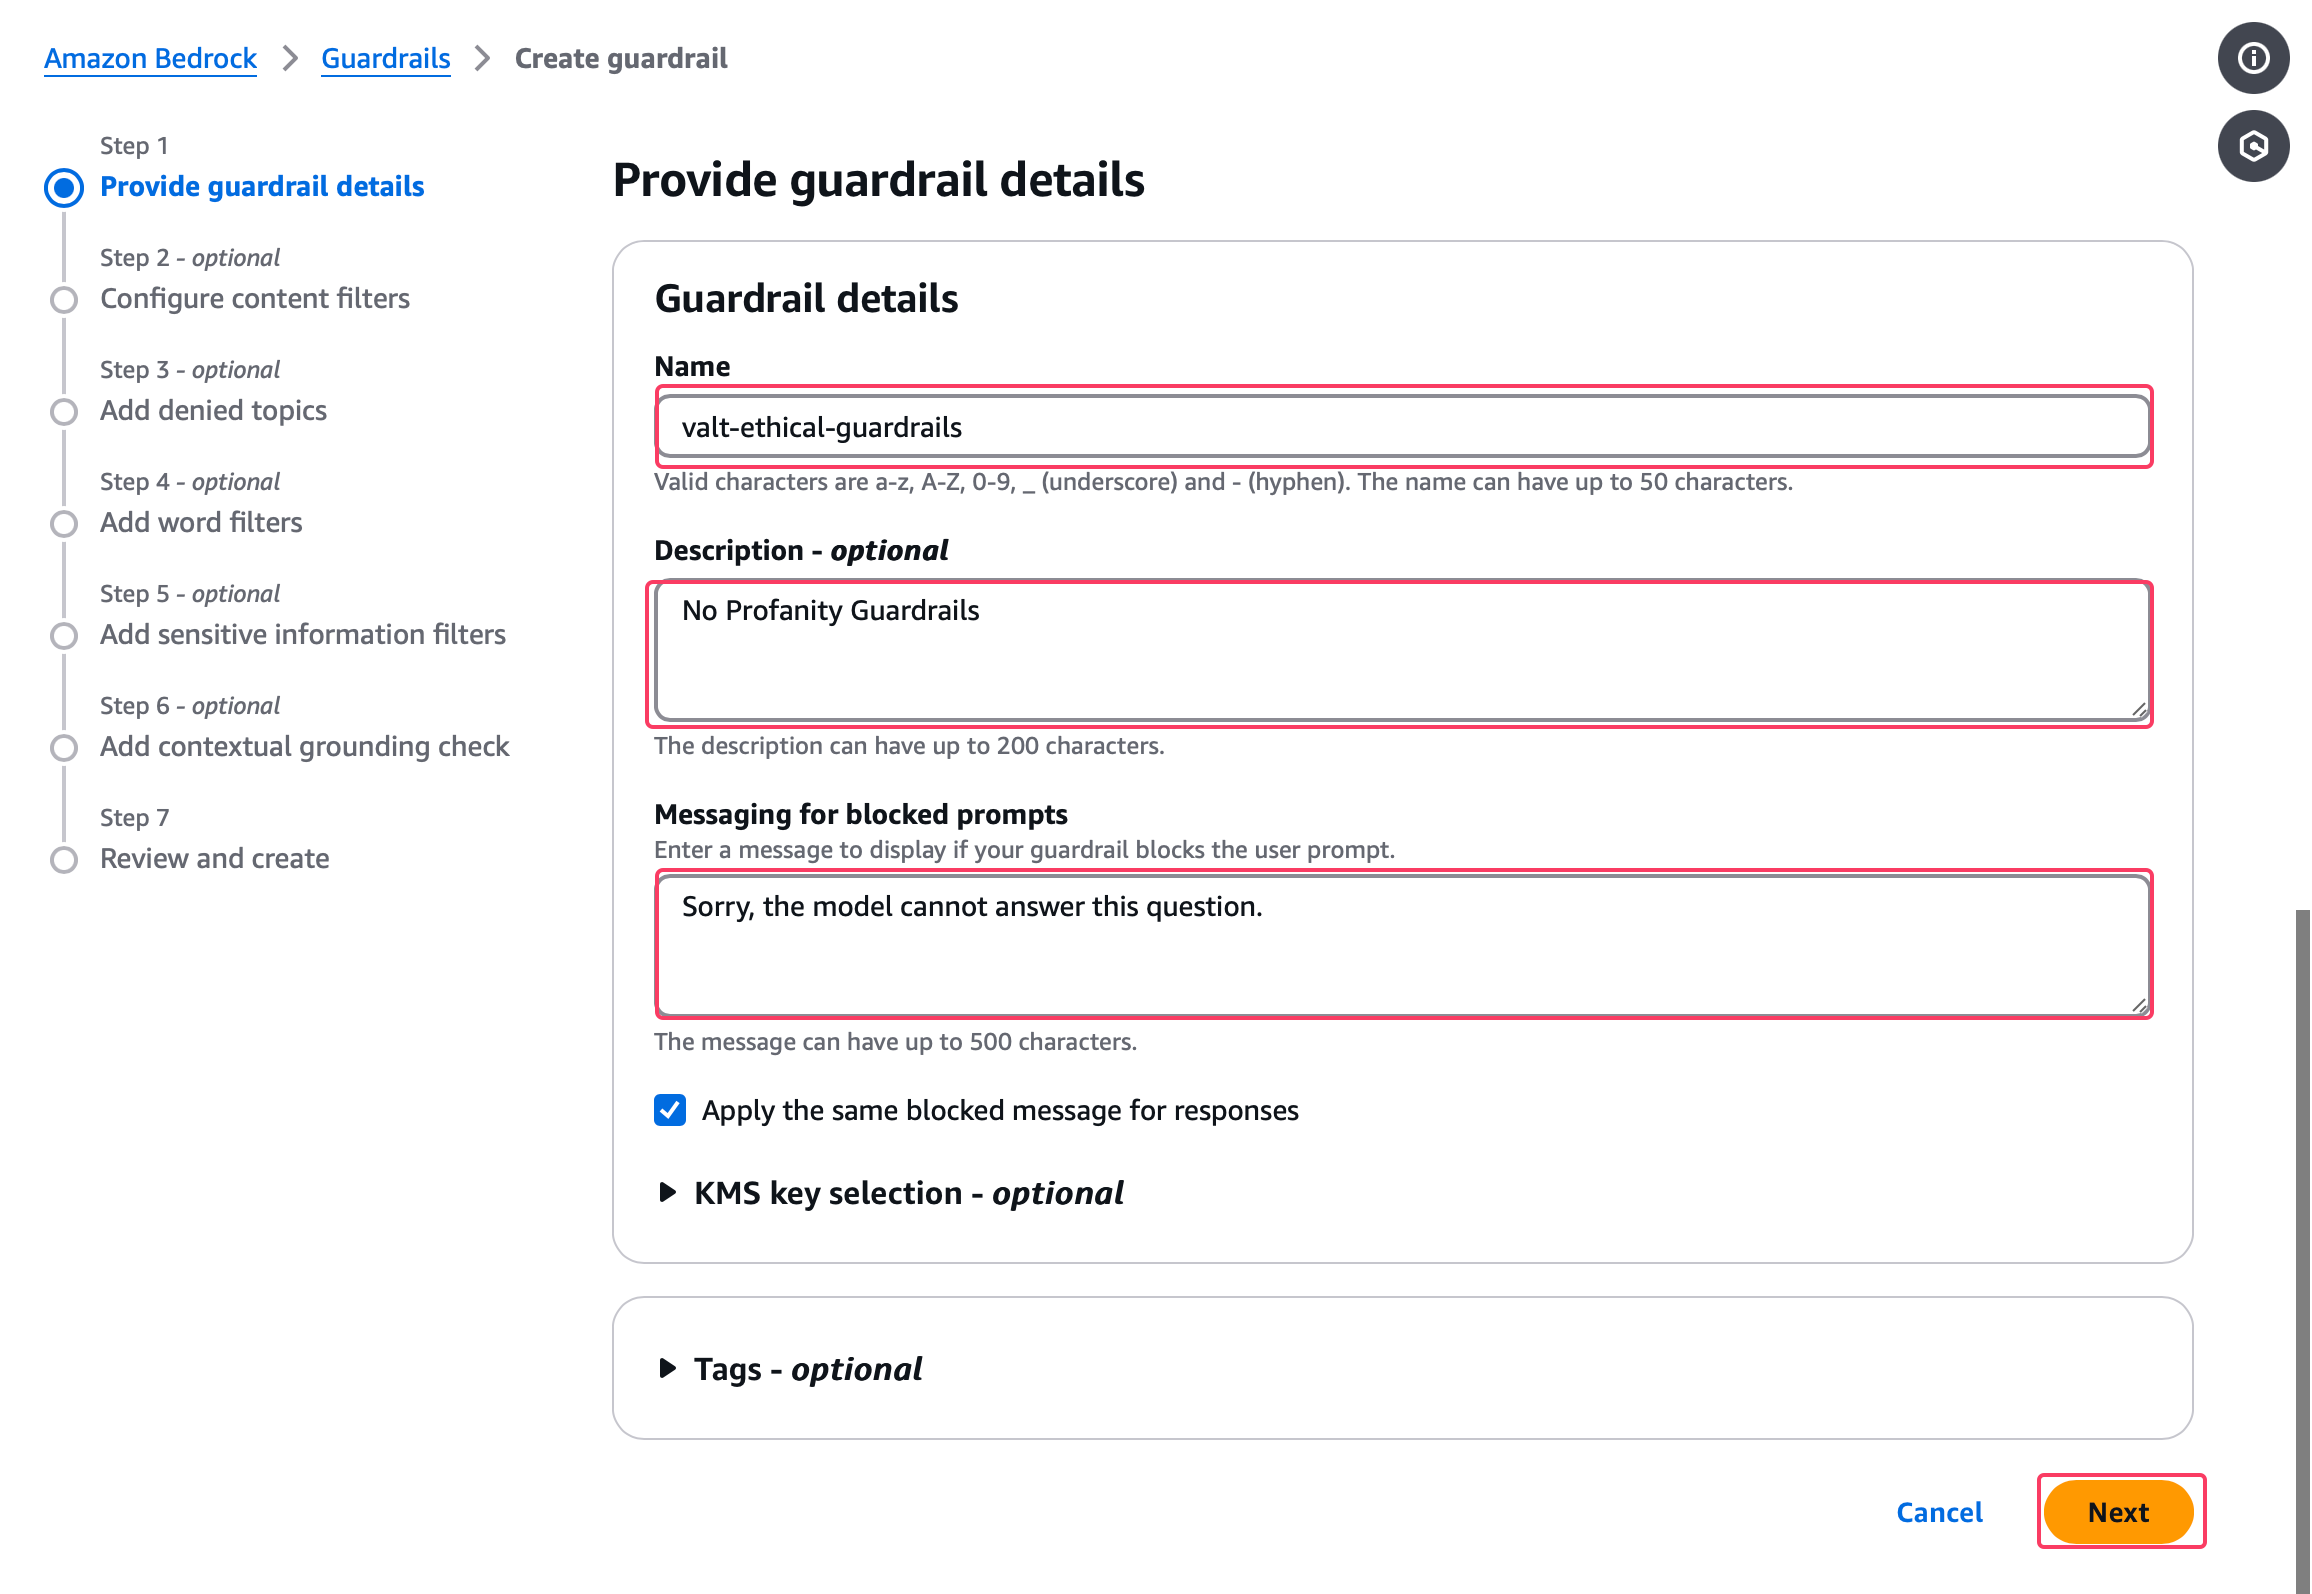 Amazon Bedrock > Guardrails > Create guardrail
Step 1
Provide guardrail details
Step 2 - optional
Configure content filters
Step 3 - optional
Add denied topics
Step 4 - optional
Add word filters
Step 5 - optional
Add sensitive information filters
Step 6 - optional
Add contextual grounding check
Step 7
Review and create
Provide guardrail details
Guardrail details
Name
valt-ethical-guardrails
Valid characters are a-z, A-Z, 0-9, _ (underscore) and - (hyphen). The name can have up to 50 characters.
Description - optional
No Profanity Guardrails
The description can have up to 200 characters.
Messaging for blocked prompts
Enter a message to display if your guardrail blocks the user prompt.
Sorry, the model cannot answer this question.
The message can have up to 500 characters.
Apply the same blocked message for responses
KMS key selection - optional
Tags - optional
Cancel
Next